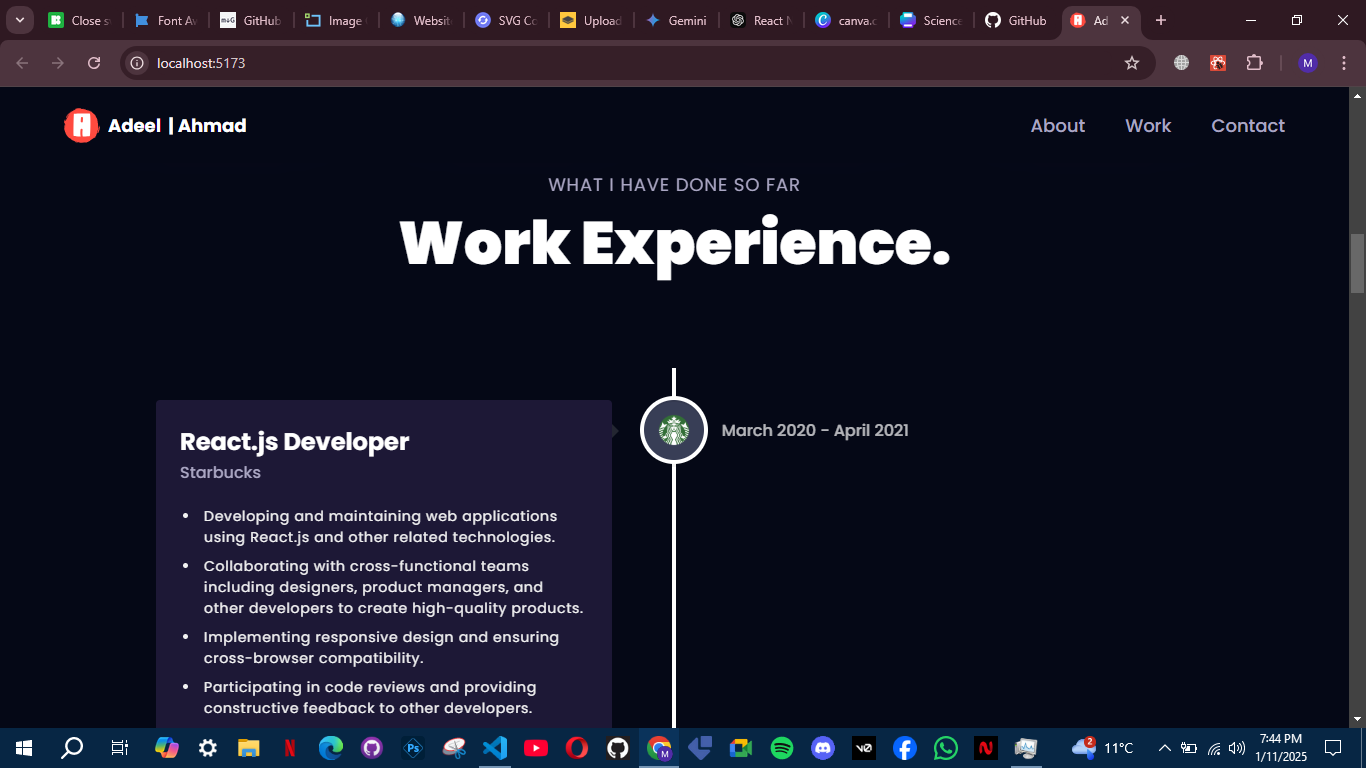 Close s
Font Av
GitHub
Image
Website
SVG Co
Upload
Gemini
React N
canva.c
Science
GitHub
Ad
localhost:5173
M
Adeel | Ahmad
About
Work
Contact
WHAT I HAVE DONE SO FAR
Work Experience.
React.js Developer
Starbucks
March 2020 - April 2021
• Developing and maintaining web applications
using React.js and other related technologies.
• Collaborating with cross-functional teams
including designers, product managers, and
other developers to create high-quality products.
• Implementing responsive design and ensuring
cross-browser compatibility.
• Participating in code reviews and providing
constructive feedback to other developers.
2
11°C
7:44 PM
1/11/2025